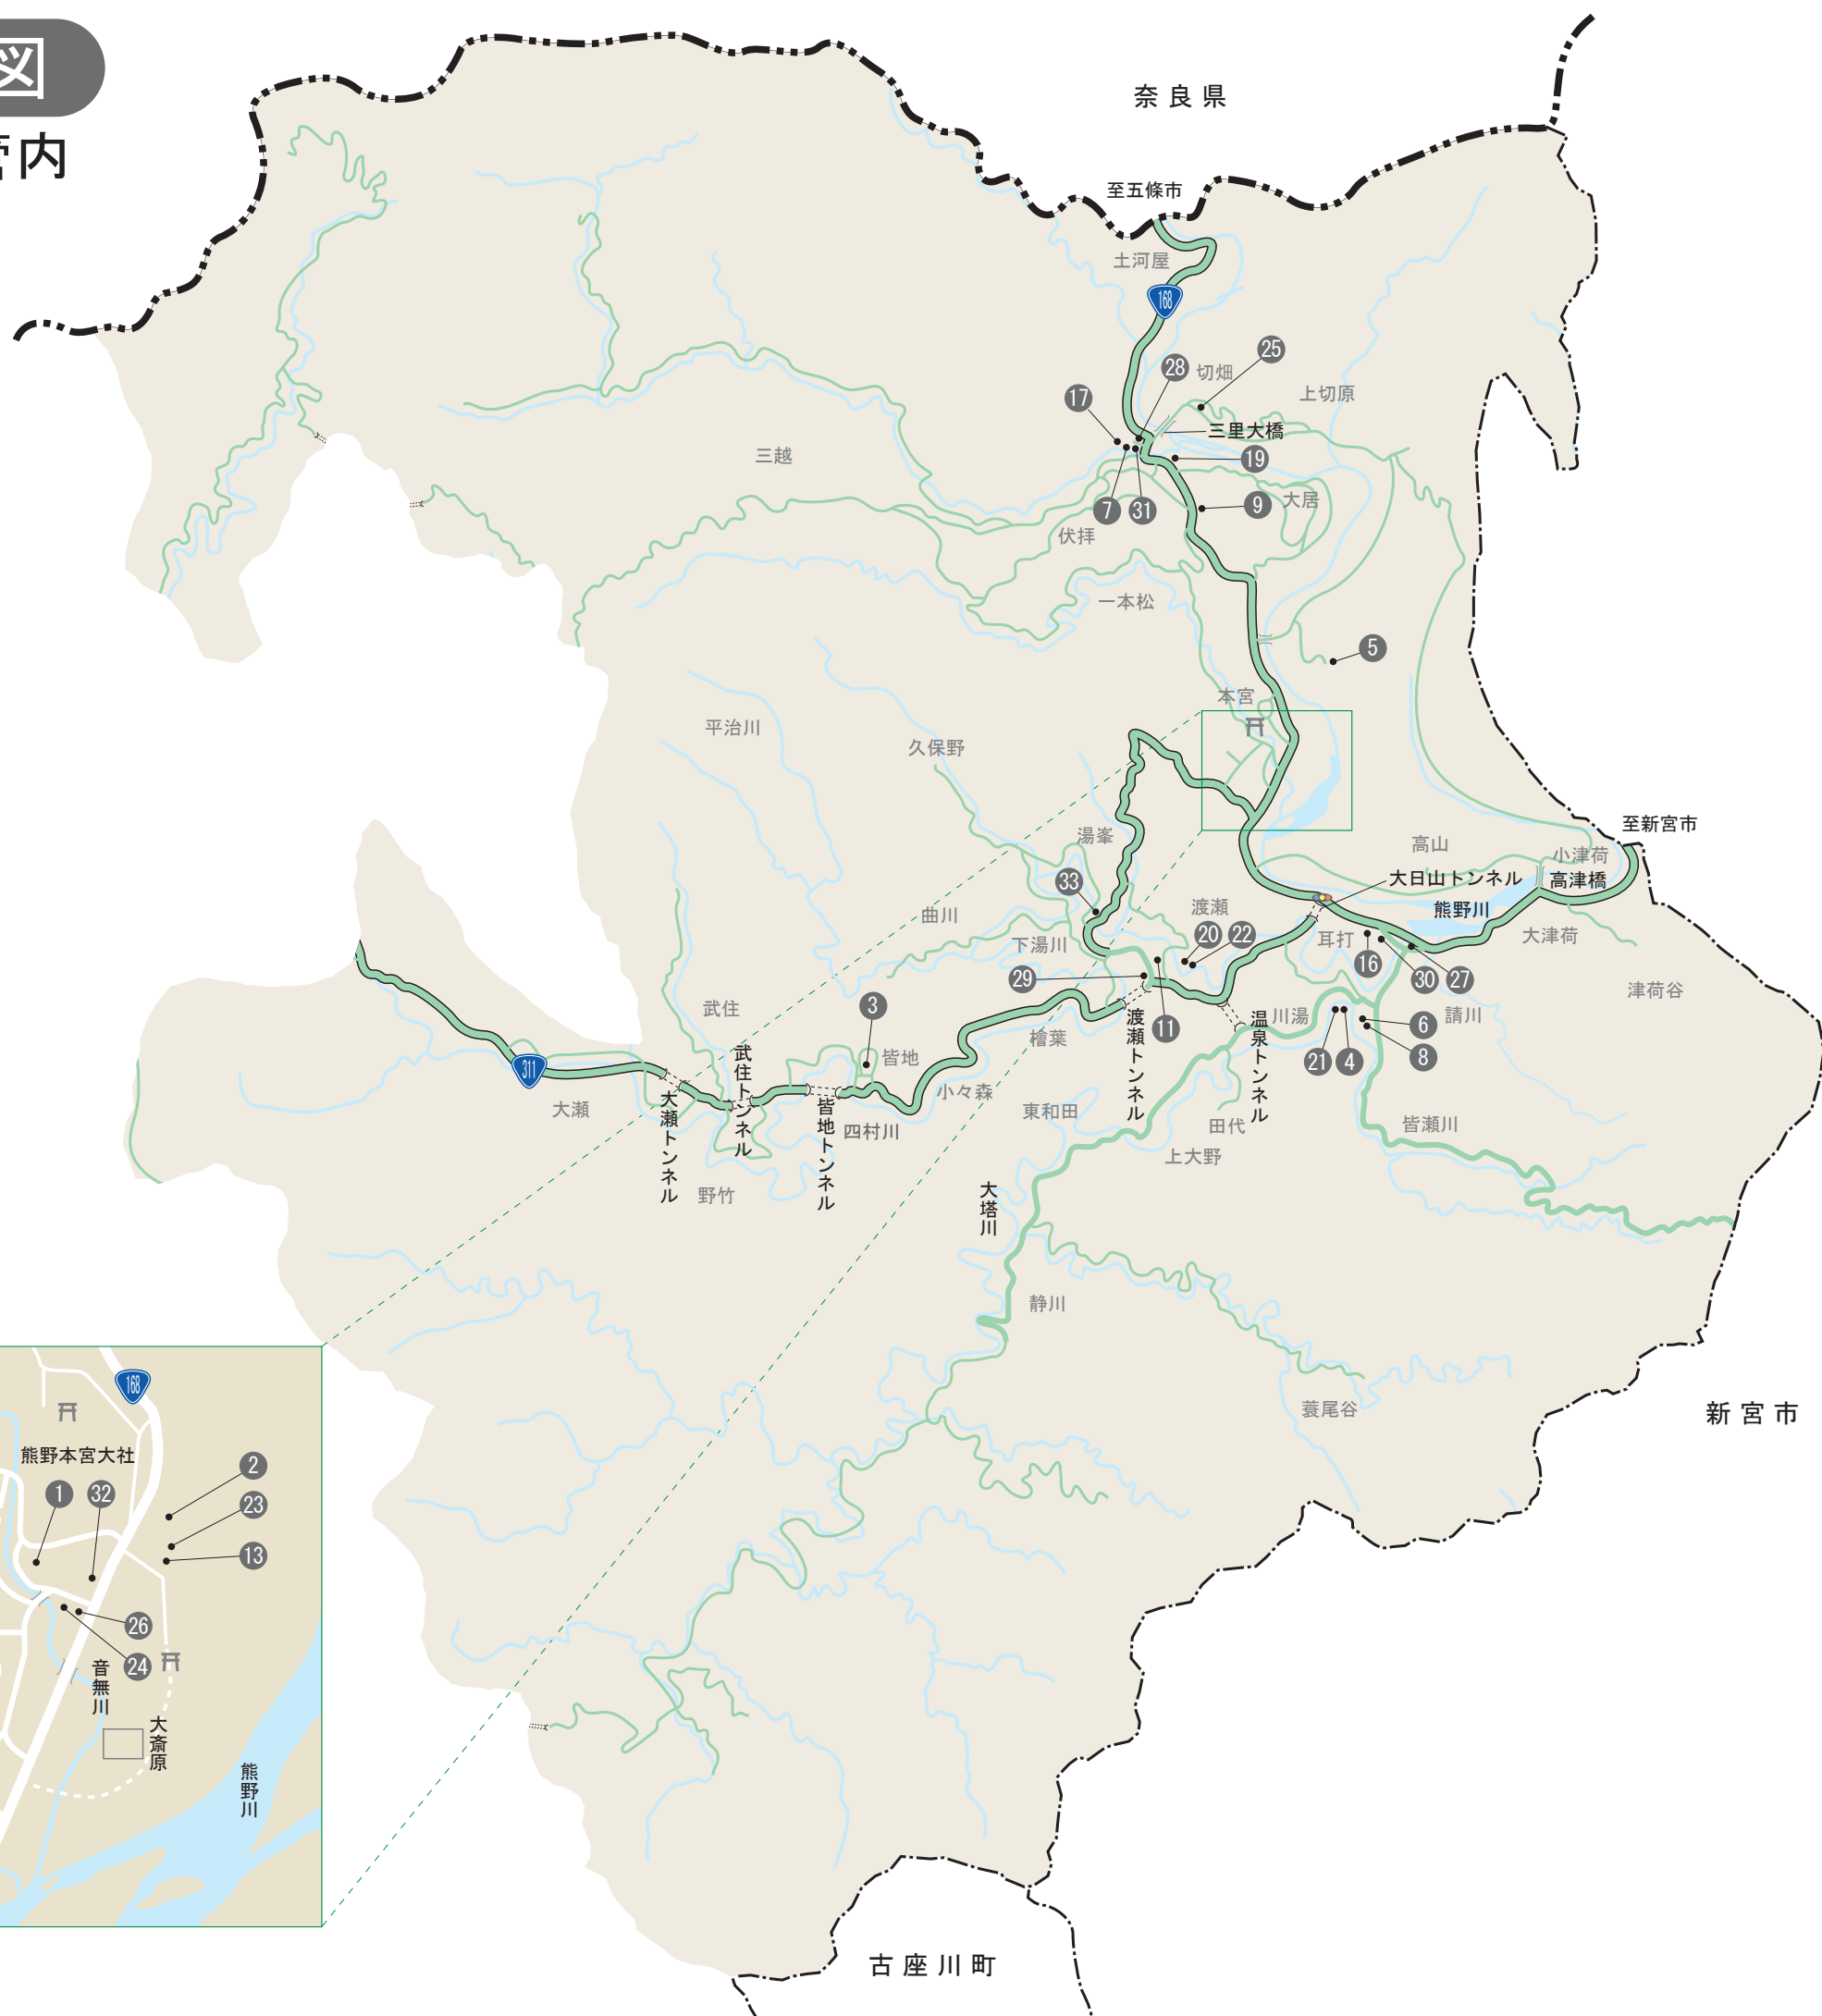 図
管内
奈良県
至五條市
土河屋
168
25
28
切畑
上切原
17
三里大橋
三越
19
大居
7
31
9
伏拝
一本松
5
本宮
平治川
久保野
至新宮市
湯峯
高山
小津荷
大日山トンネル
高津橋
33
熊野川
曲川
渡瀬
下湯川
20
22
耳打
大津荷
16
29
30
27
津荷谷
3
武住
11
川湯
請川
6
檜葉
渡瀬トンネル
温泉トンネル
21
4
8
皆地
武住トンネル
311
大瀬
大瀬トンネル
皆地トンネル
小々森
東和田
四村川
田代
皆瀬川
上大野
野竹
大塔川
静川
蓑尾谷
新宮市
168
熊野本宮大社
2
1
32
23
13
26
24
音無川
大斎原
熊野川
古座川町